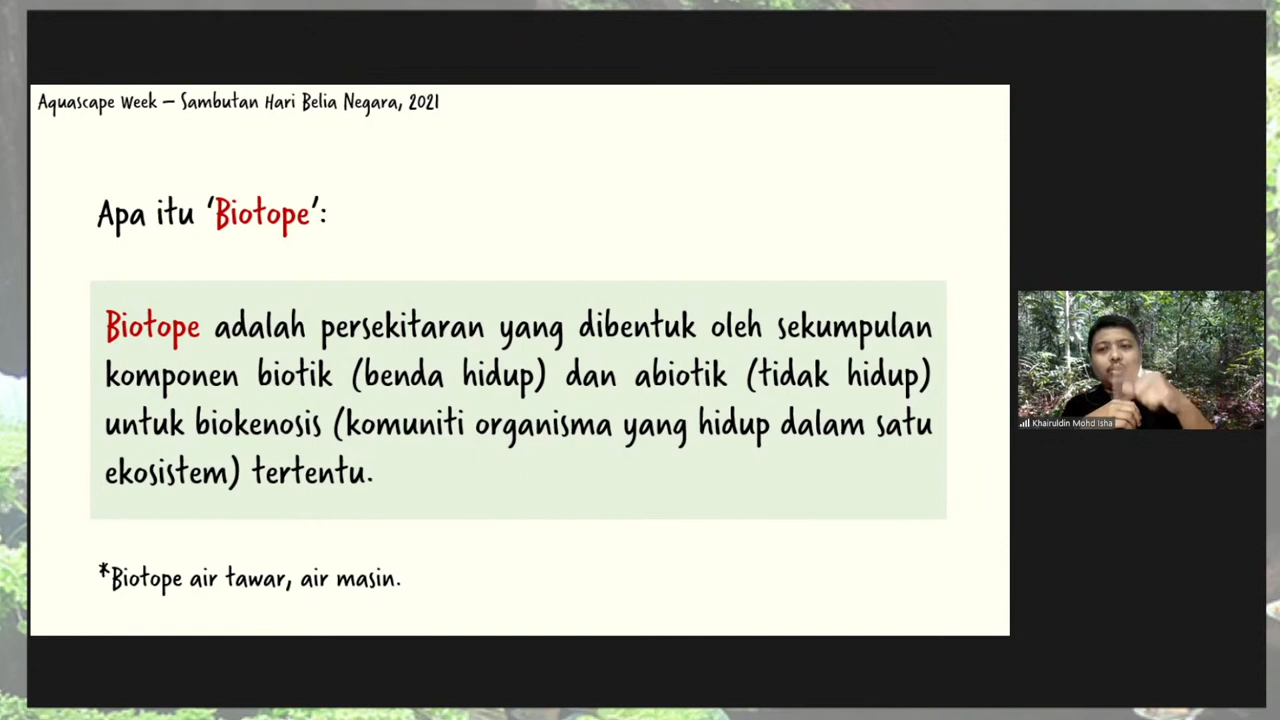 Aquascape Week – Sambutan Hari Belia Negara, 2021
Apa itu ‘Biotope’:
Biotope adalah persekitaran yang dibentuk oleh sekumpulan
komponen biotik (benda hidup) dan abiotik (tidak hidup)
untuk biokenosis (komuniti organisma yang hidup dalam satu
ekosistem) tertentu.
*Biotope air tawar, air masin.
Khairuldin Mohd Isha